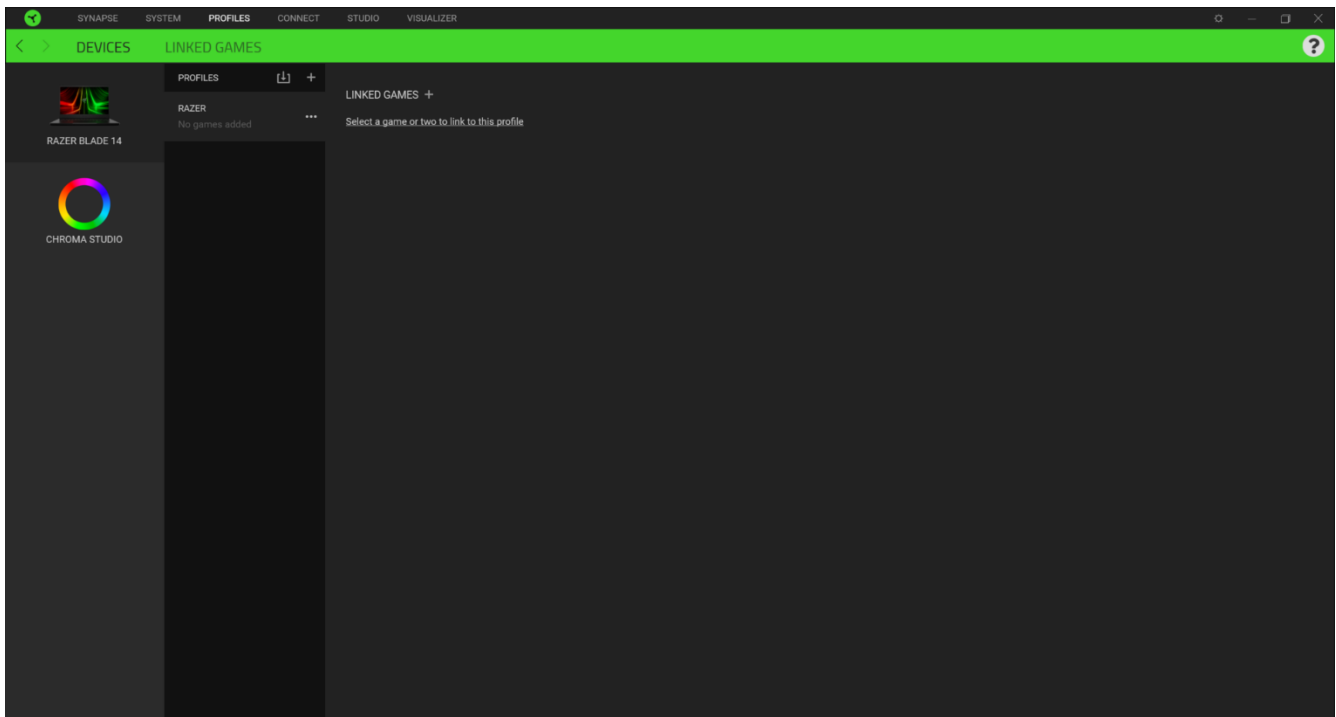 SYNAPSE SYSTEM PROFILES CONNECT STUDIO VISUALIZER
DEVICES LINKED GAMES ?
RAZER BLADE 14
CHROMA STUDIO
PROFILES
RAZER
No games added
LINKED GAMES +
Select a game or two to link to this profile